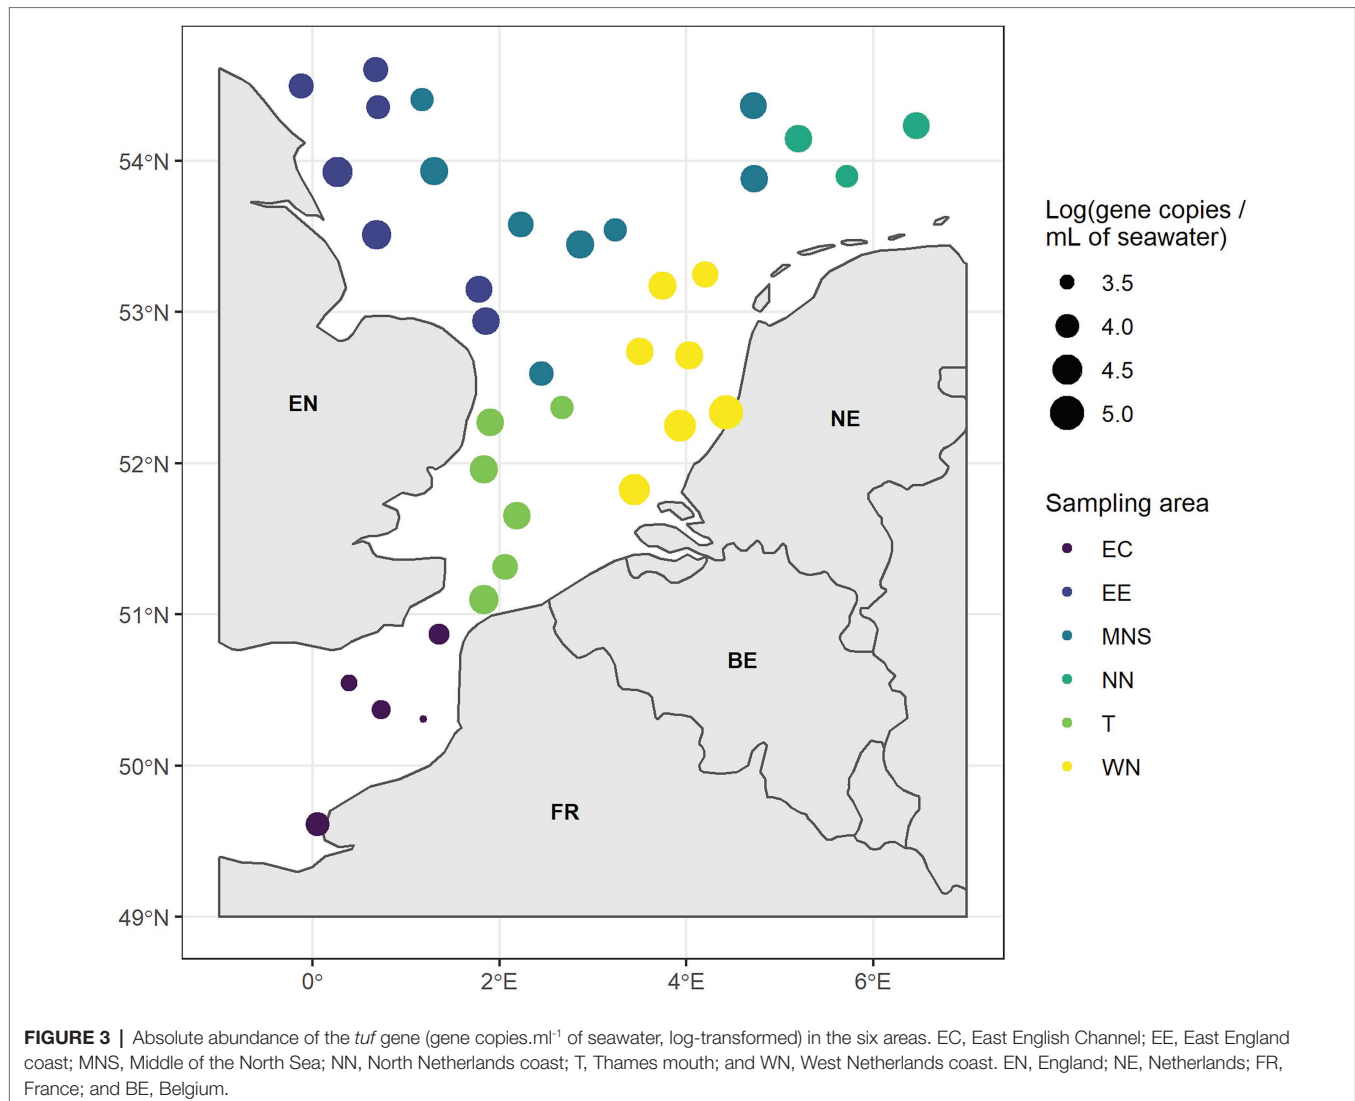 54°N
53°N
52°N
51°N
50°N
49°N
0°
2°E
4°E
6°E
EN
NE
BE
FR
Log(gene copies /
mL of seawater)
3.5
4.0
4.5
5.0
Sampling area
EC
EE
MNS
NN
T
WN
FIGURE 3 | Absolute abundance of the tuf gene (gene copies.ml⁻¹ of seawater, log-transformed) in the six areas. EC, East English Channel; EE, East England
coast; MNS, Middle of the North Sea; NN, North Netherlands coast; T, Thames mouth; and WN, West Netherlands coast. EN, England; NE, Netherlands; FR,
France; and BE, Belgium.